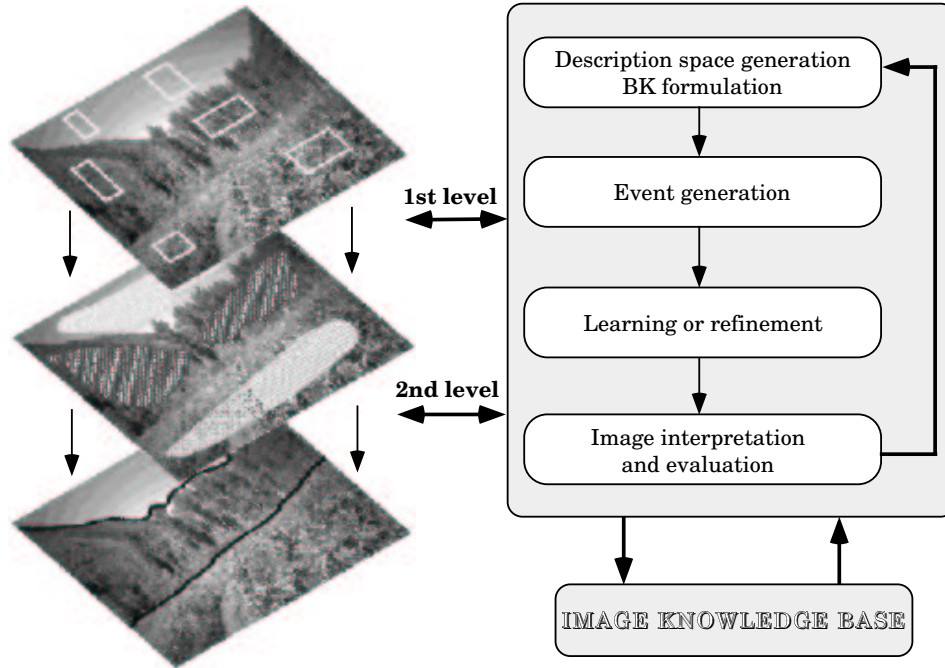 Description space generation
BK formulation
Event generation
1st level
Learning or refinement
2nd level
Image interpretation
and evaluation
IMAGE KNOWLEDGE BASE